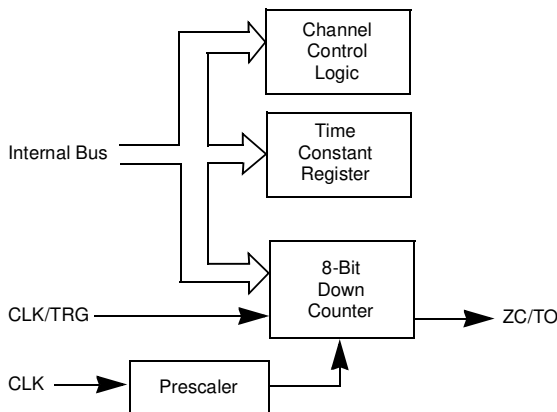 Channel
Control
Logic
Internal Bus
Time
Constant
Register
8-Bit
Down
Counter
CLK/TRG
ZC/TO
CLK
Prescaler